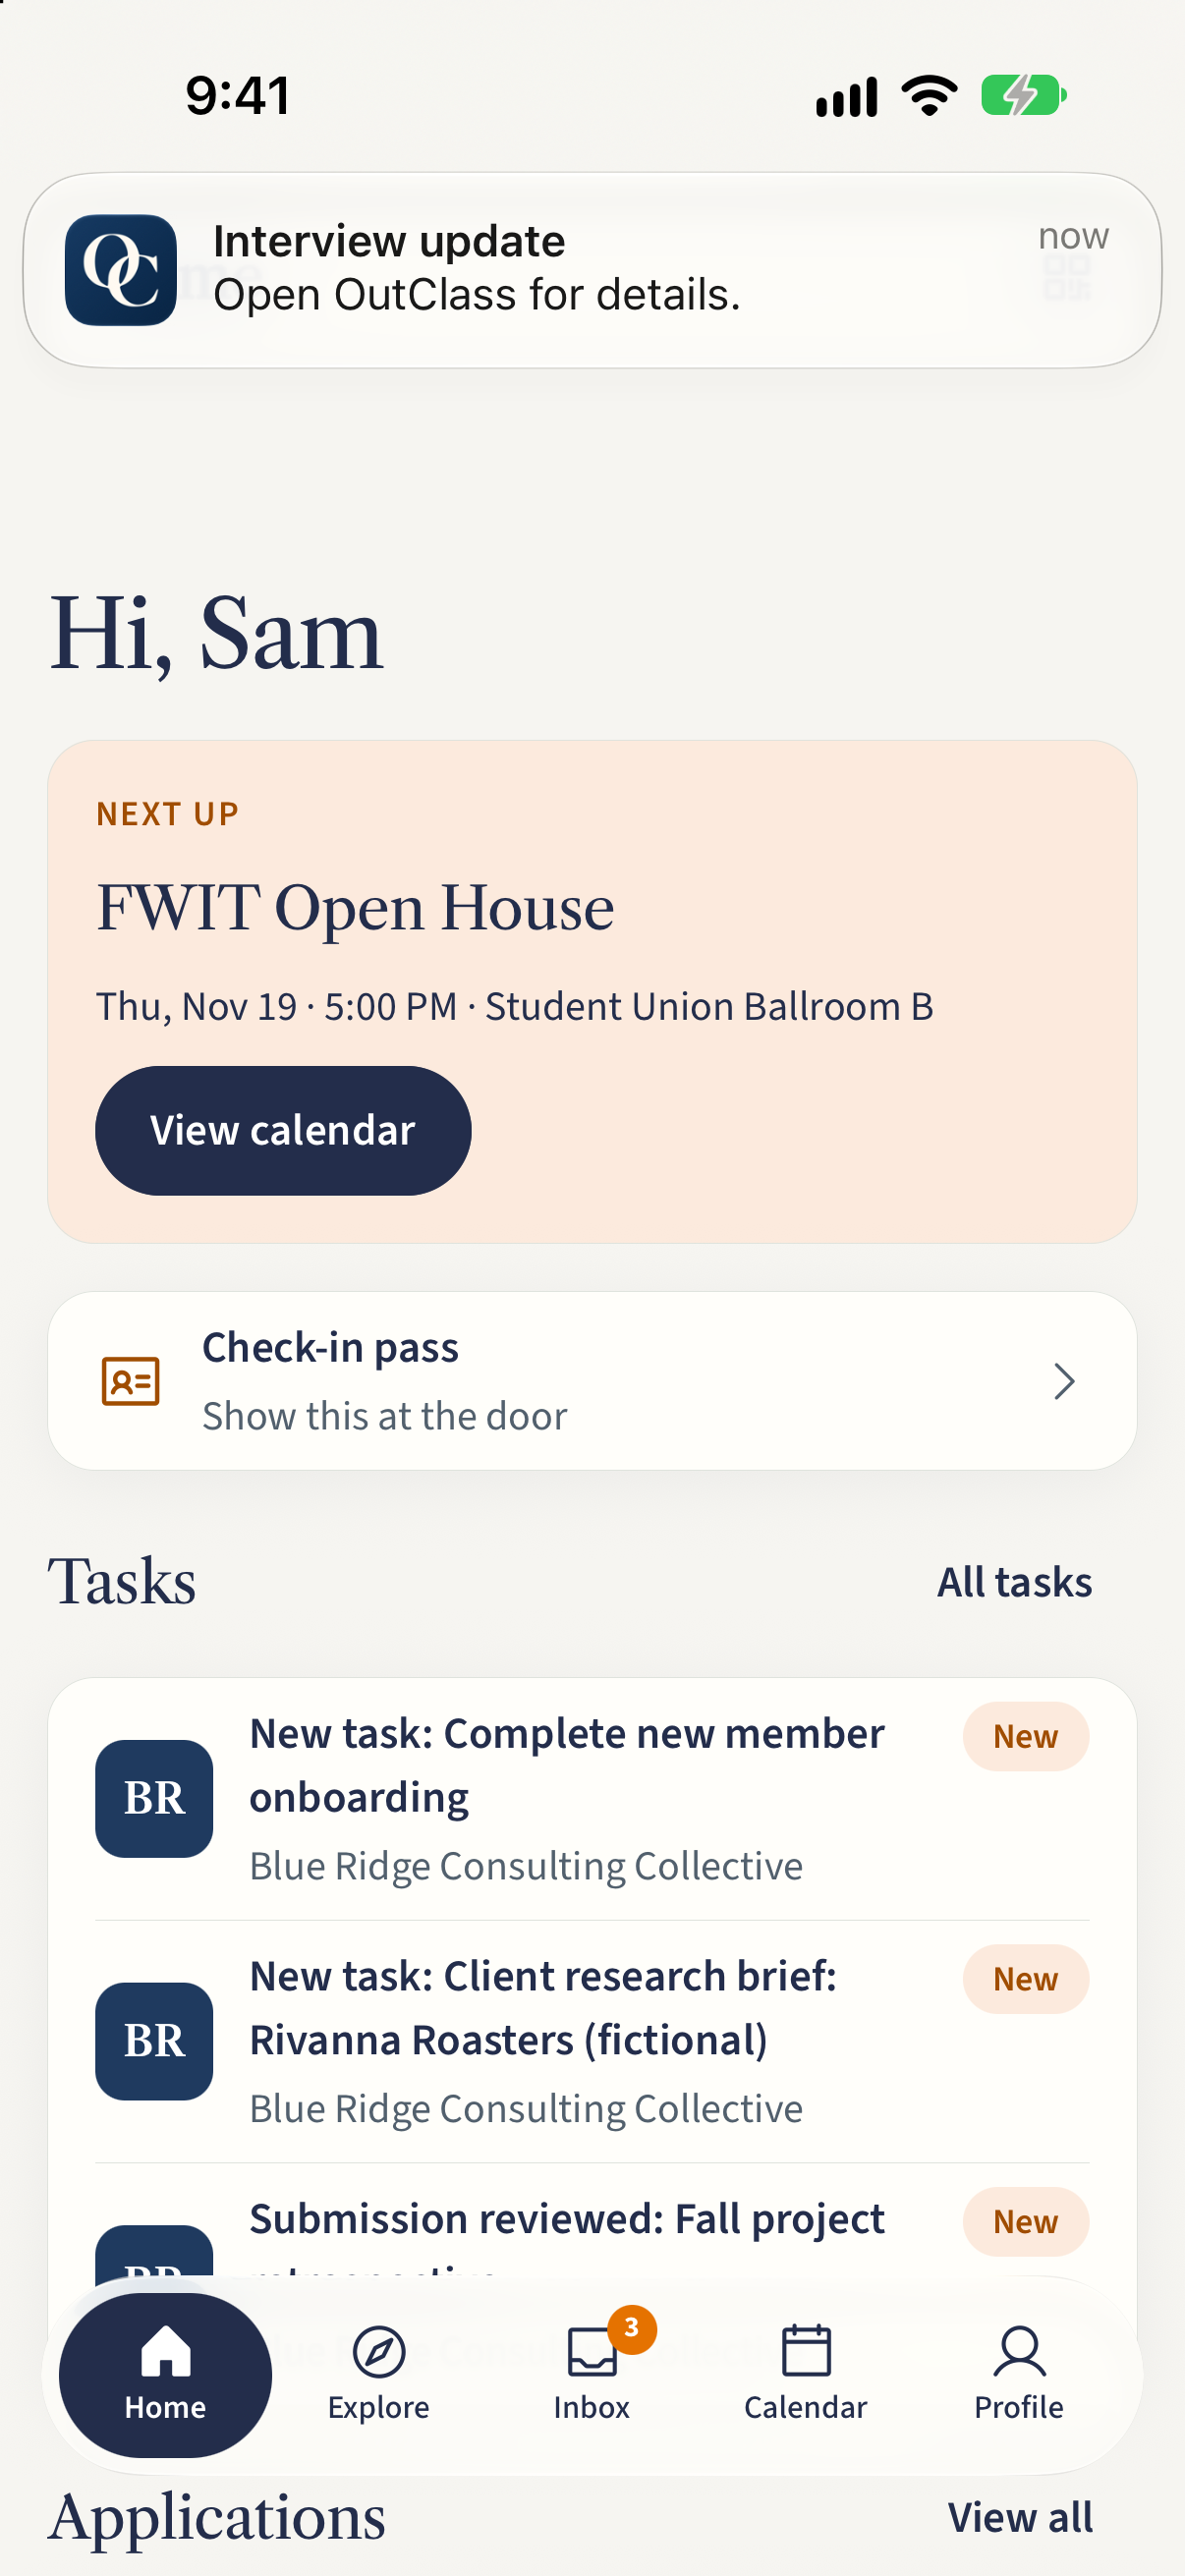 9:41
OC
Interview update
now
Open OutClass for details.
Hi, Sam
NEXT UP
FWIT Open House
Thu, Nov 19 · 5:00 PM · Student Union Ballroom B
View calendar
Check-in pass
Show this at the door
Tasks
All tasks
New task: Complete new member
onboarding
New
BR
Blue Ridge Consulting Collective
New task: Client research brief:
Rivanna Roasters (fictional)
New
BR
Blue Ridge Consulting Collective
Submission reviewed: Fall project
New
3
Home
Explore
Inbox
Calendar
Profile
Applications
View all